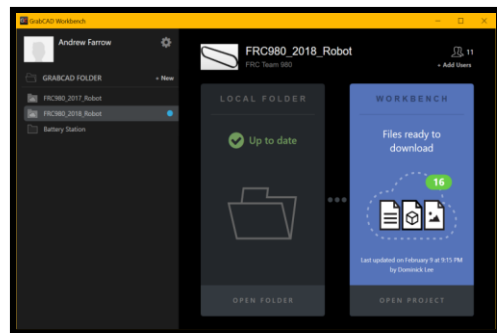 GrabCAD Workbench
Andrew Farrow
GRABCAD FOLDER
+ New
FRC980_2017_Robot
FRC980_2018_Robot
Battery Station
FRC980_2018_Robot
FRC Team 980
11
+ Add Users
LOCAL FOLDER
Up to date
OPEN FOLDER
WORKBENCH
Files ready to
download
16
Last updated on February 9 at 9:15 PM
by Dominick Lee
OPEN PROJECT